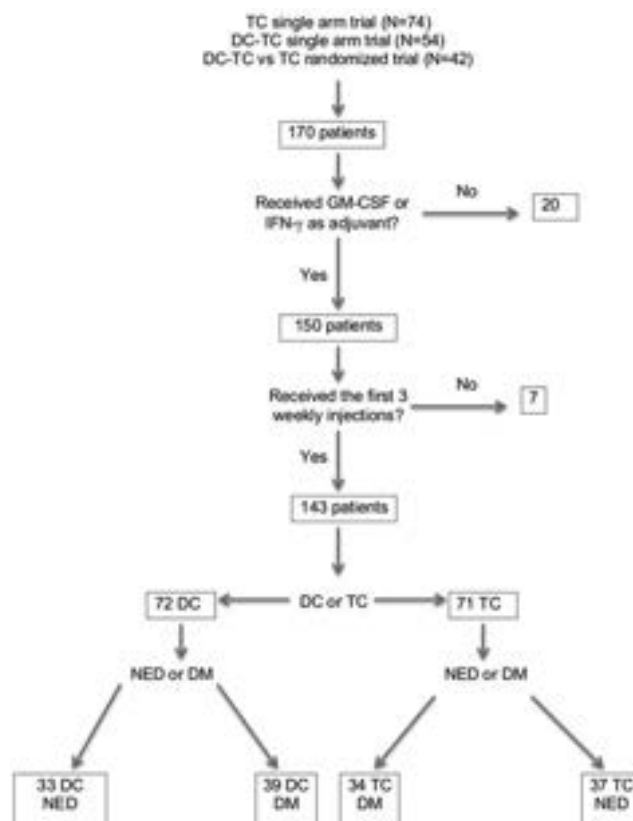 TC single arm trial (N=74)
DC-TC single arm trial (N=54)
DC-TC vs TC randomized trial (N=42)
170 patients
Received GM-CSF or
IFN-γ as adjuvant?
No
20
Yes
150 patients
Received the first 3
weekly injections?
No
7
Yes
143 patients
72 DC
DC or TC
71 TC
NED or DM
NED or DM
33 DC
NED
39 DC
DM
34 TC
DM
37 TC
NED